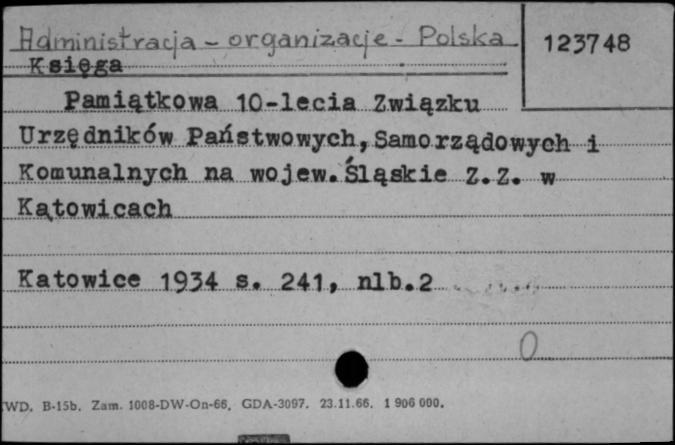 Administracja - organizacje - Polska
123748
Księga
Pamiątkowa 10-lecia Związku
Urzędników Państwowych, Samorządowych i
Komunalnych na wojew. Śląskie Z.Z. w
Kątowicach
Katowice 1934 s. 241, nlb.2
0
WD. B-15b. Zam. 1008-DW-On-66. GDA-3097. 23.11.66. 1 906 000.